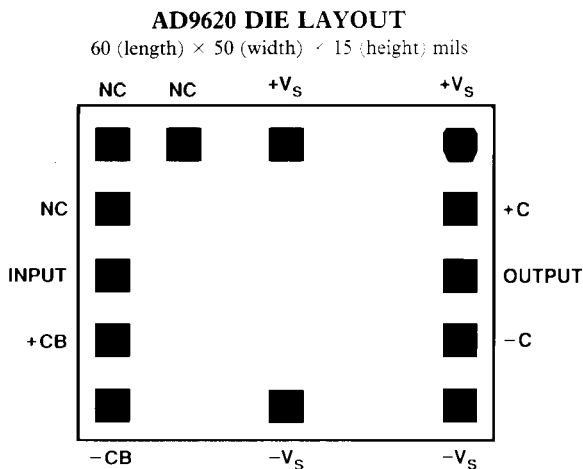 AD9620 DIE LAYOUT
60 (length) × 50 (width) × 15 (height) mils
NC NC +VS +VS
NC +C
INPUT OUTPUT
+CB −C
−CB −VS −VS